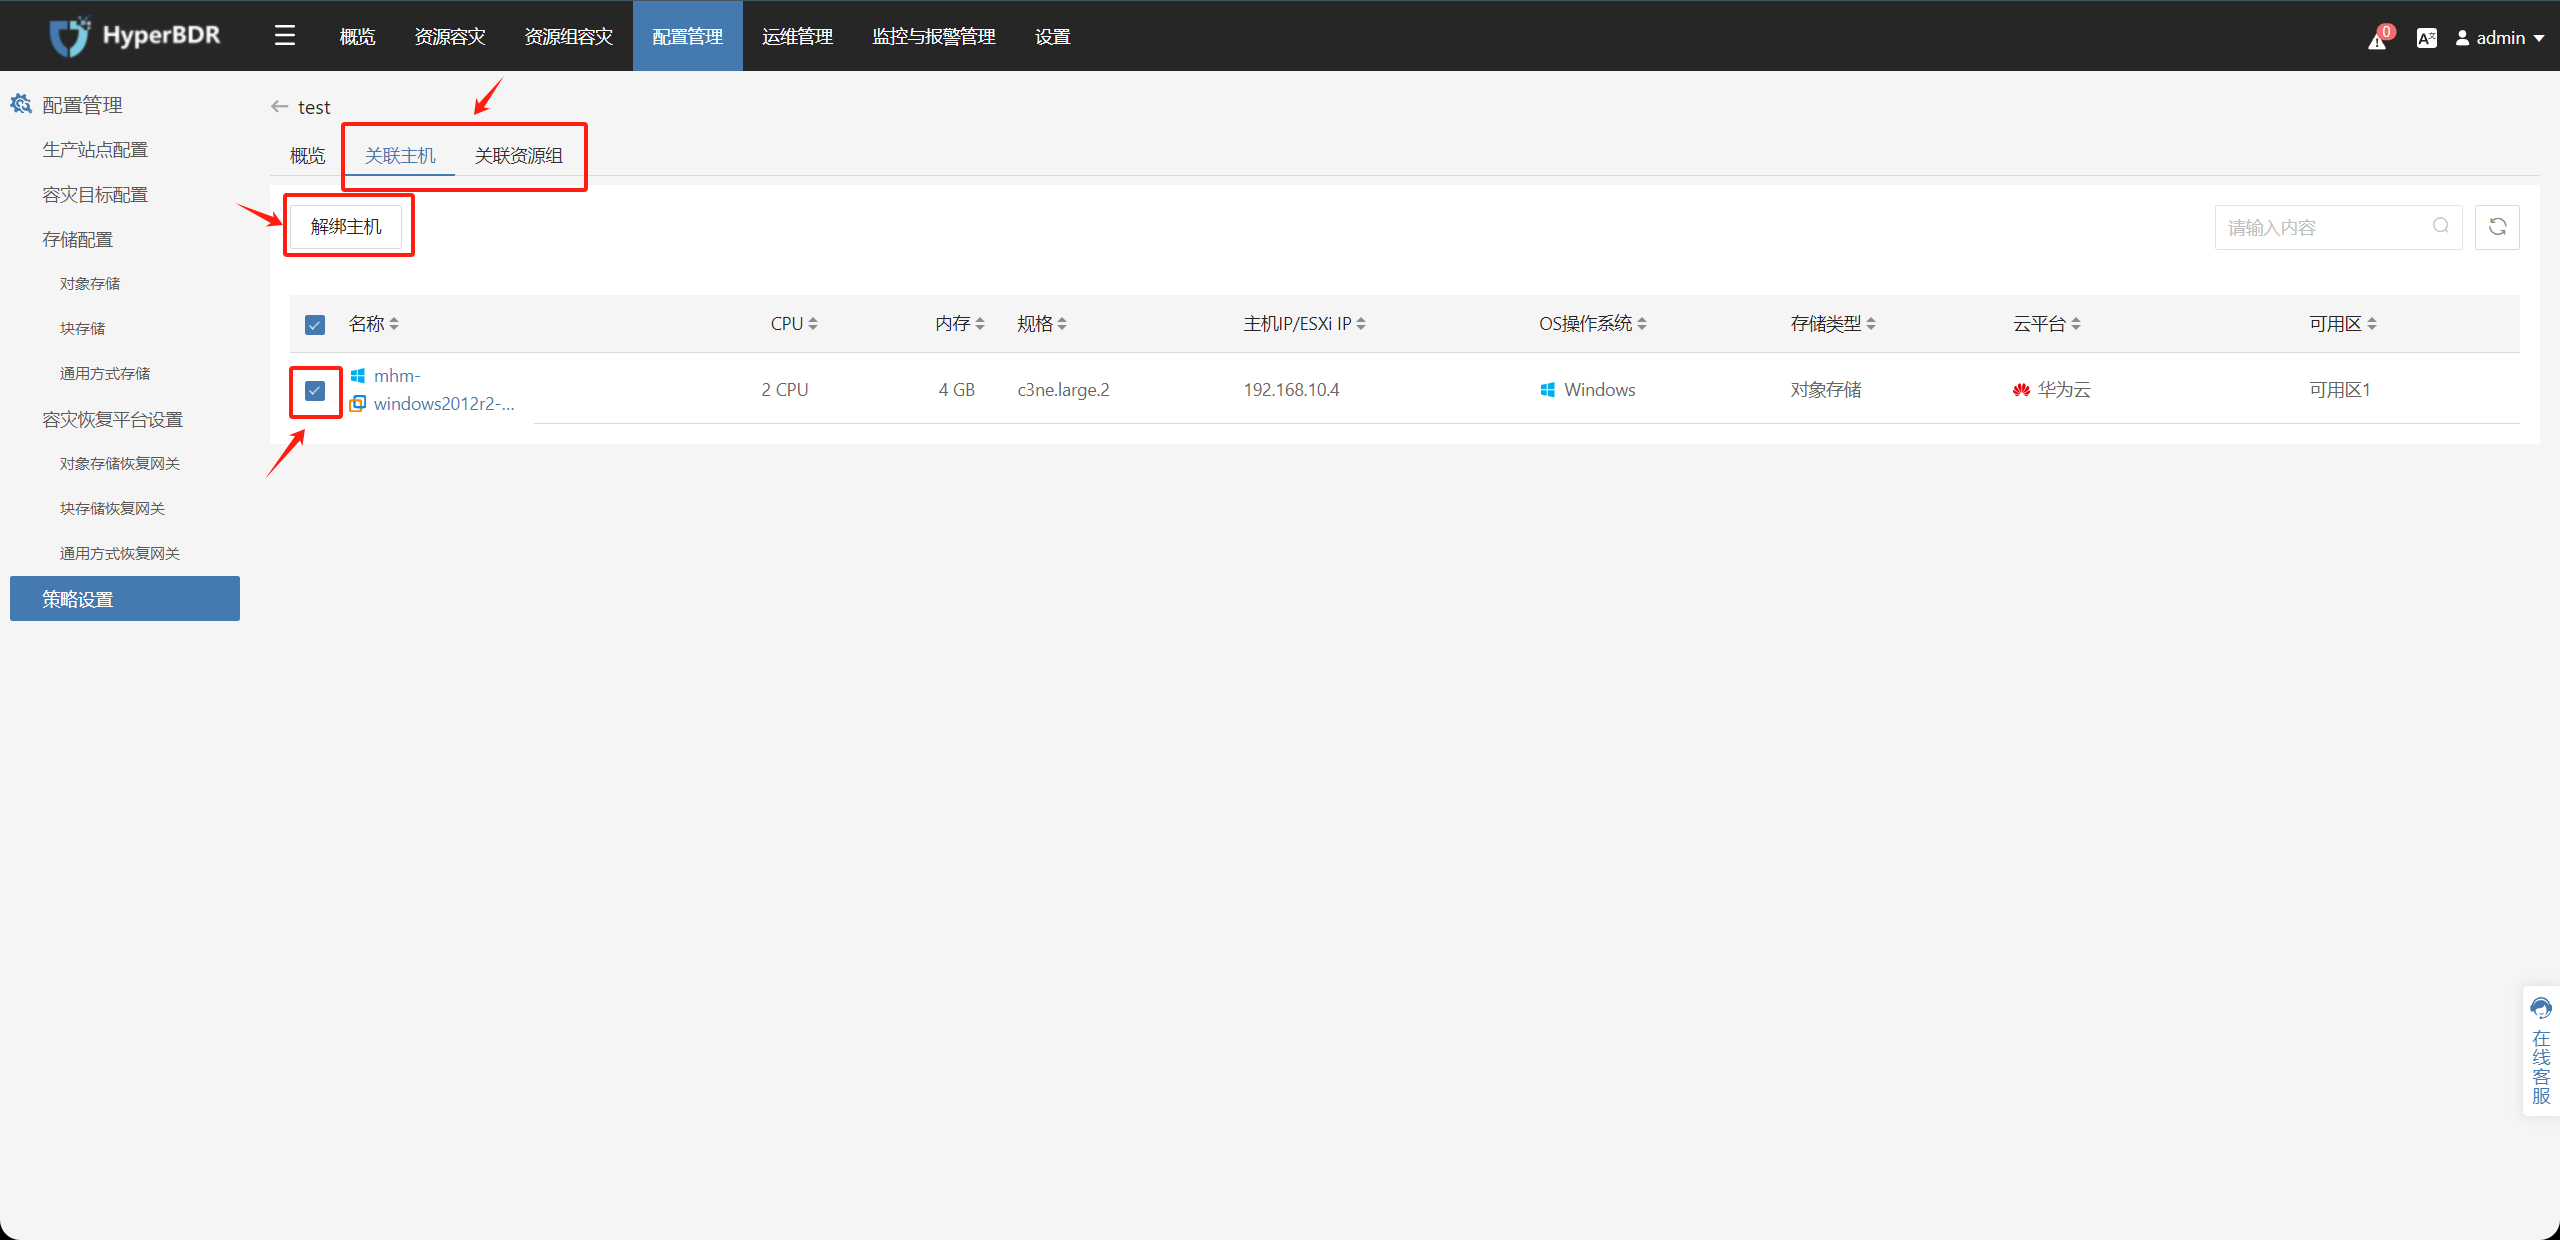 HyperBDR
概览 资源容灾 资源组容灾 配置管理 运维管理 监控与报警管理 设置
0
admin
配置管理
生产站点配置
容灾目标配置
存储配置
对象存储
块存储
通用方式存储
容灾恢复平台设置
对象存储恢复网关
块存储恢复网关
通用方式恢复网关
策略设置
test
概览 关联主机 关联资源组
解绑主机
请输入内容
名称 CPU 内存 规格 主机IP/ESXi IP OS操作系统 存储类型 云平台 可用区
mhm-
windows2012r2-...
2 CPU 4 GB c3ne.large.2 192.168.10.4 Windows 对象存储 华为云 可用区1
在线客服